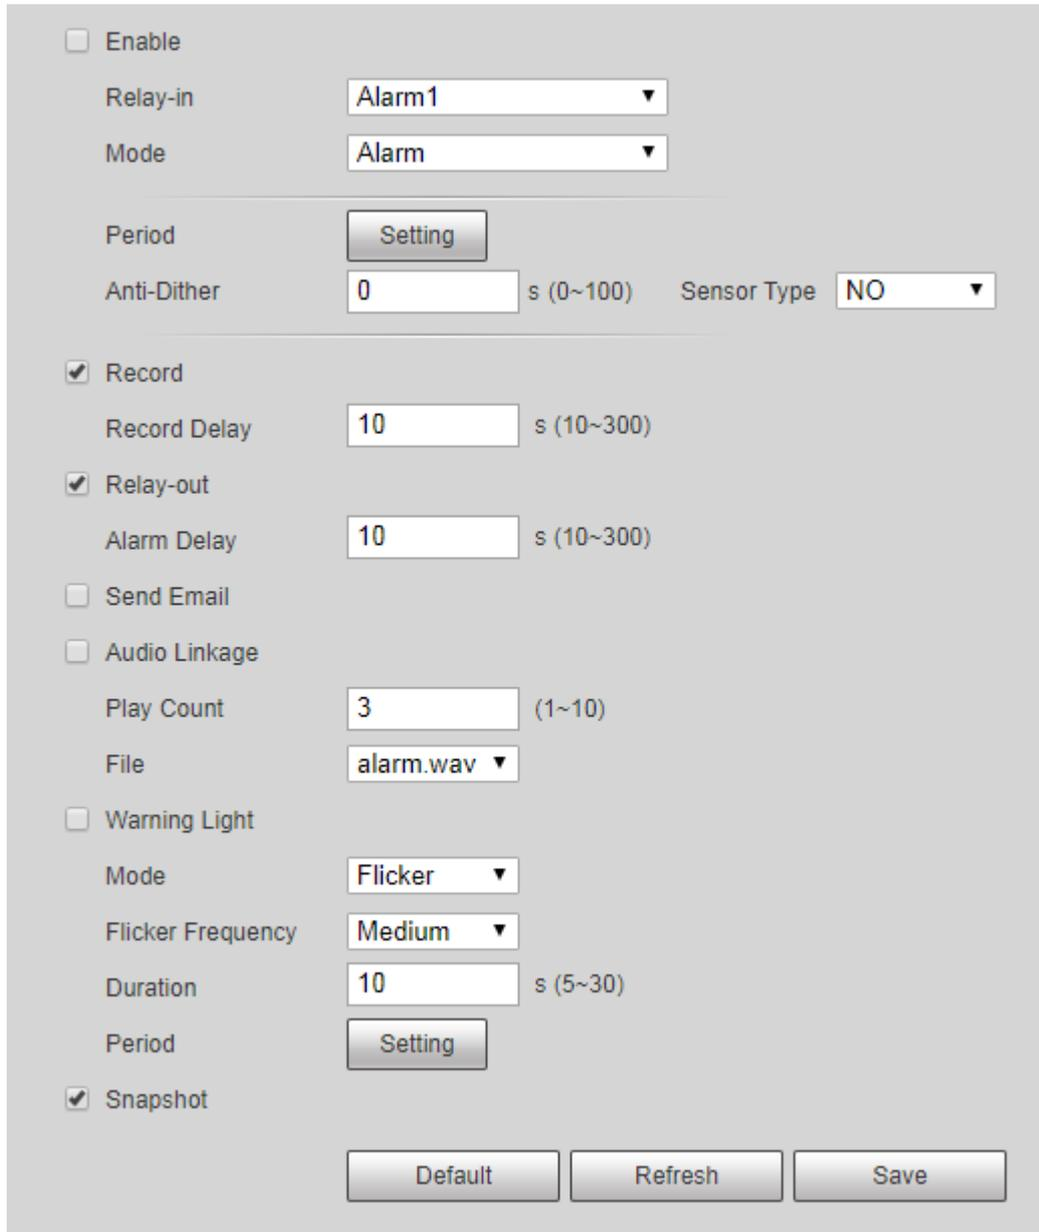 Enable
Relay-in Alarm1
Mode Alarm
Period Setting
Anti-Dither 0 s (0~100) Sensor Type NO
Record
Record Delay 10 s (10~300)
Relay-out
Alarm Delay 10 s (10~300)
Send Email
Audio Linkage
Play Count 3 (1~10)
File alarm.wav
Warning Light
Mode Flicker
Flicker Frequency Medium
Duration 10 s (5~30)
Period Setting
Snapshot
Default Refresh Save